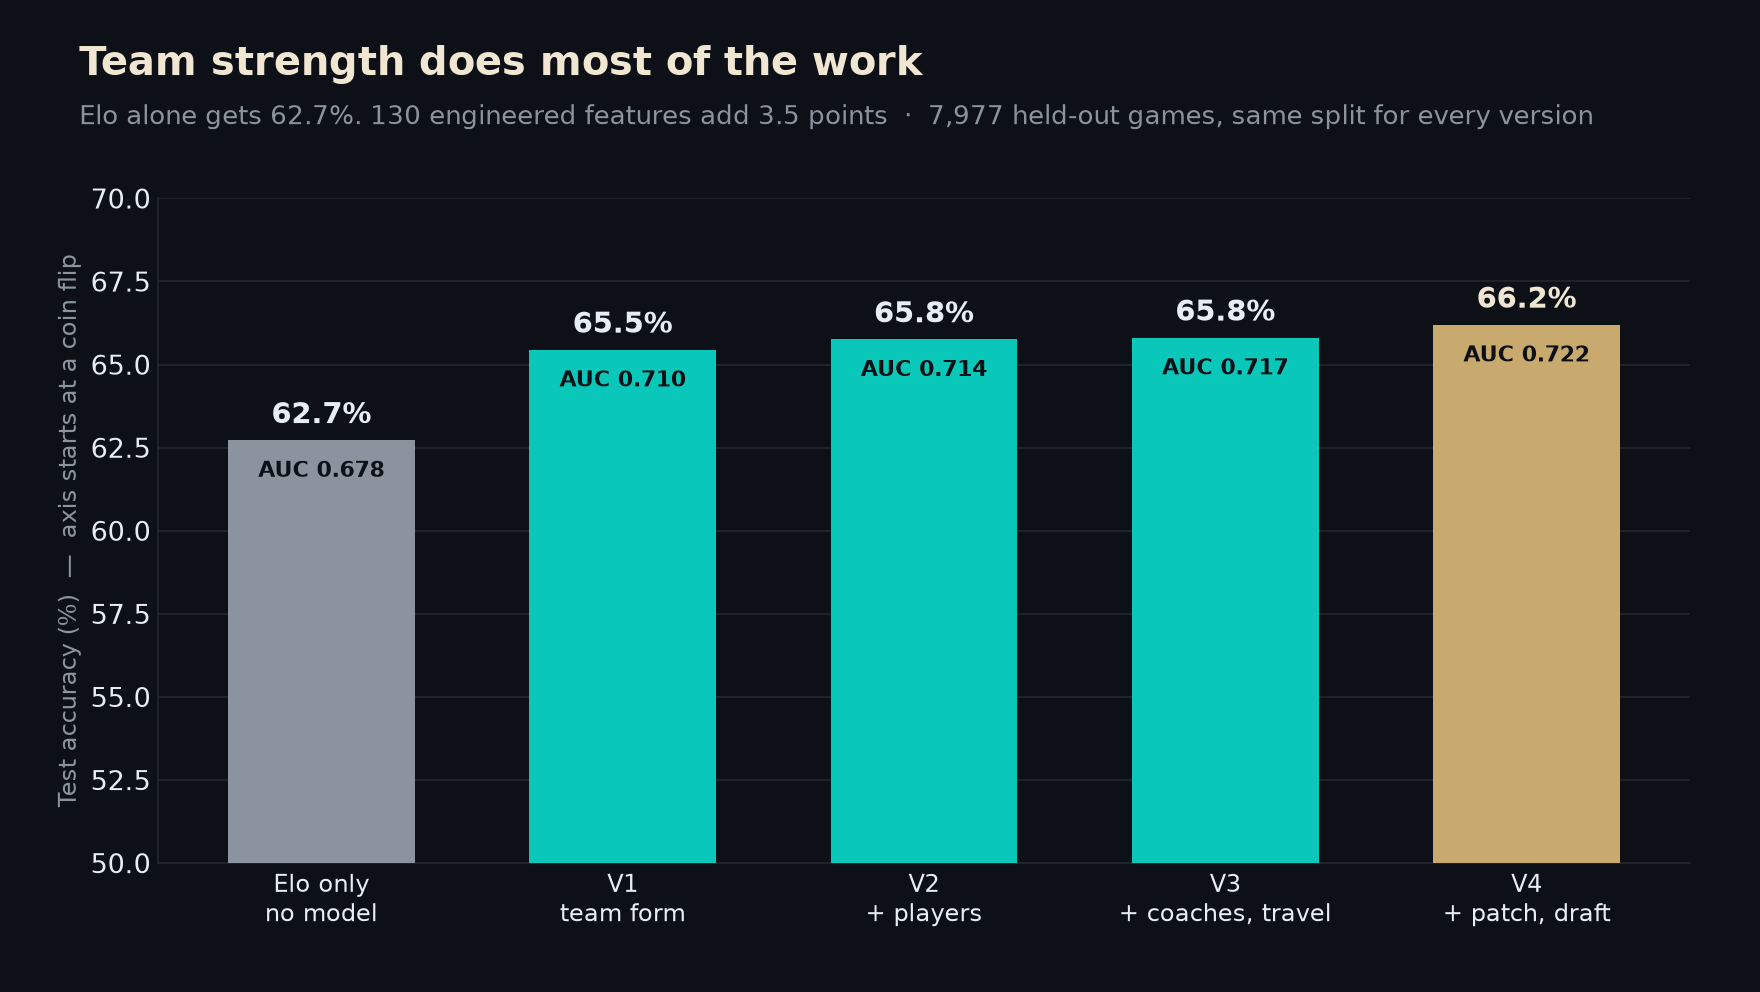 Team strength does most of the work
Elo alone gets 62.7%. 130 engineered features add 3.5 points · 7,977 held-out games, same split for every version
Test accuracy (%) — axis starts at a coin flip
70.0
67.5
65.0
62.5
60.0
57.5
55.0
52.5
50.0
62.7%
AUC 0.678
65.5%
AUC 0.710
65.8%
AUC 0.714
65.8%
AUC 0.717
66.2%
AUC 0.722
Elo only
no model
V1
team form
V2
+ players
V3
+ coaches, travel
V4
+ patch, draft